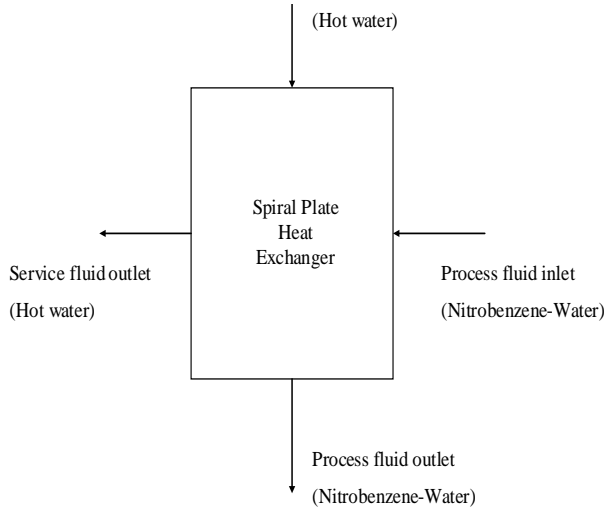 (Hot water)
Spiral Plate
Heat
Exchanger
Service fluid outlet
(Hot water)
Process fluid inlet
(Nitrobenzene-Water)
Process fluid outlet
(Nitrobenzene-Water)